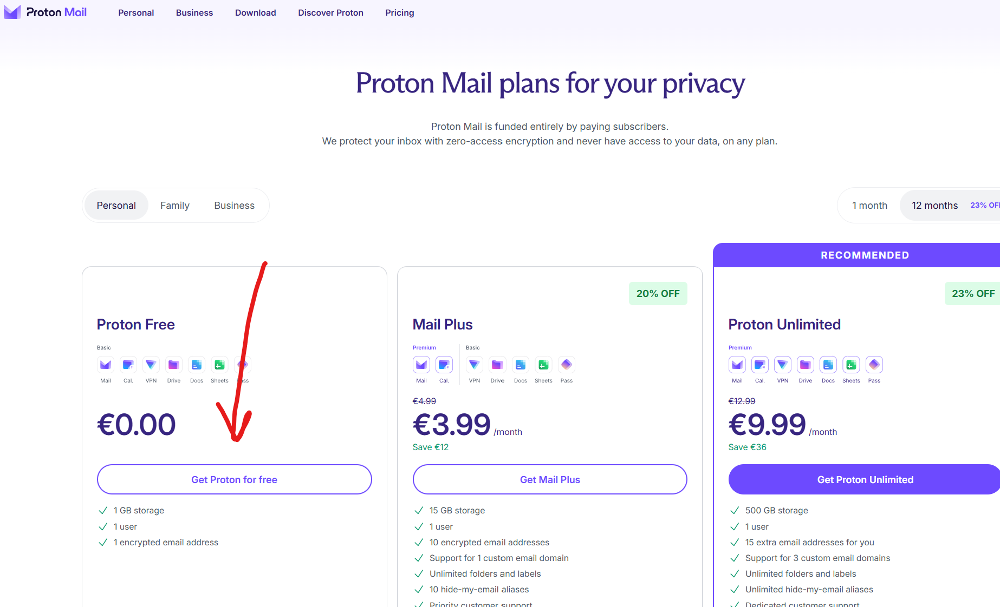 Proton Mail
Personal Business Download Discover Proton Pricing
Proton Mail plans for your privacy
Proton Mail is funded entirely by paying subscribers.
We protect your inbox with zero-access encryption and never have access to your data, on any plan.
Personal Family Business
1 month 12 months 23% OFF
RECOMMENDED
Proton Free
Basic
Mail Cal. VPN Drive Docs Sheets Pass
€0.00
Get Proton for free
1 GB storage
1 user
1 encrypted email address
20% OFF
Mail Plus
Premium Basic
Mail Cal. VPN Drive Docs Sheets Pass
€4.99
€3.99 /month
Save €12
Get Mail Plus
15 GB storage
1 user
10 encrypted email addresses
Support for 1 custom email domain
Unlimited folders and labels
10 hide-my-email aliases
Priority customer support
23% OFF
Proton Unlimited
Premium
Mail Cal. VPN Drive Docs Sheets Pass
€12.99
€9.99 /month
Save €36
Get Proton Unlimited
500 GB storage
1 user
15 extra email addresses for you
Support for 3 custom email domains
Unlimited folders and labels
Unlimited hide-my-email aliases
Dedicated customer support